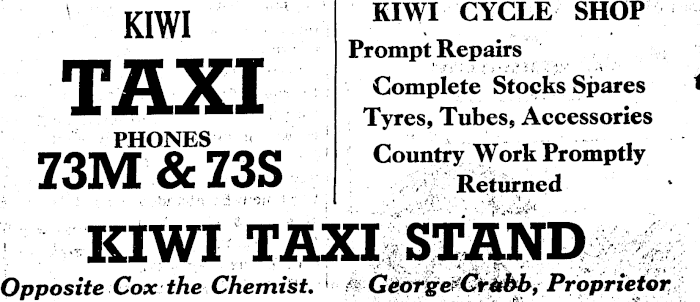 KIWI
TAXI
PHONES
73M & 73S
KIWI CYCLE SHOP
Prompt Repairs
Complete Stocks Spares
Tyres, Tubes, Accessories
Country Work Promptly
Returned
KIWI TAXI STAND
Opposite Cox the Chemist. George Crabb, Proprietor